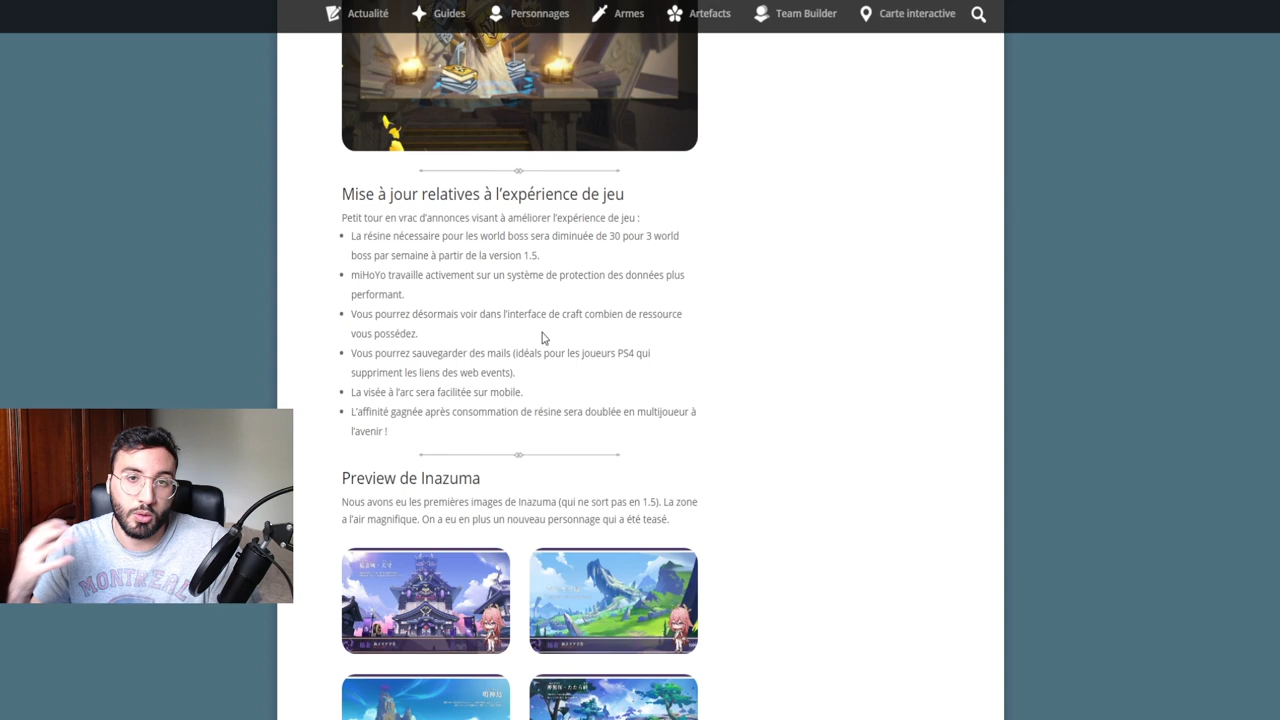 Actualité Guides Personnages Armes Artefacts Team Builder Carte interactive
Mise à jour relatives à l'expérience de jeu
Petit tour en vrac d'annonces visant à améliorer l'expérience de jeu :
• La résine nécessaire pour les world boss sera diminuée de 30 pour 3 world
boss par semaine à partir de la version 1.5.
• miHoYo travaille activement sur un système de protection des données plus
performant.
• Vous pourrez désormais voir dans l'interface de craft combien de ressource
vous possédez.
• Vous pourrez sauvegarder des mails (idéals pour les joueurs PS4 qui
suppriment les liens des web events).
• La visée à l'arc sera facilitée sur mobile.
• L'affinité gagnée après consommation de résine sera doublée en multijoueur à
l'avenir !
MONTREAL
Preview de Inazuma
Nous avons eu les premières images de Inazuma (qui ne sort pas en 1.5). La zone
a l'air magnifique. On a eu en plus un nouveau personnage qui a été teasé.